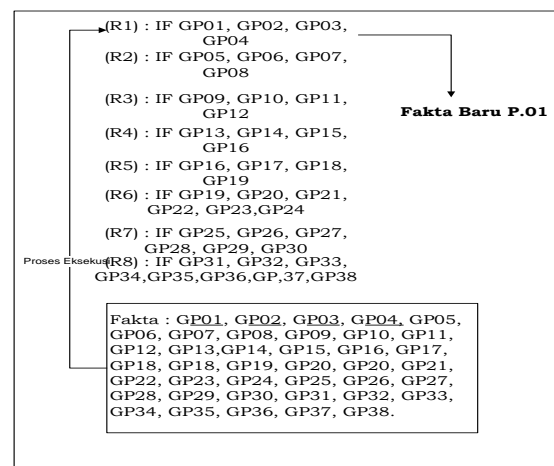 (R1) : IF GP01, GP02, GP03,
GP04
(R2) : IF GP05, GP06, GP07,
GP08
(R3) : IF GP09, GP10, GP11,
GP12
Fakta Baru P.01
(R4) : IF GP13, GP14, GP15,
GP16
(R5) : IF GP16, GP17, GP18,
GP19
(R6) : IF GP19, GP20, GP21,
GP22, GP23,GP24
(R7) : IF GP25, GP26, GP27,
GP28, GP29, GP30
Proses Eksekusi
(R8) : IF GP31, GP32, GP33,
GP34,GP35,GP36,GP,37,GP38
Fakta : GP01, GP02, GP03, GP04, GP05,
GP06, GP07, GP08, GP09, GP10, GP11,
GP12, GP13,GP14, GP15, GP16, GP17,
GP18, GP18, GP19, GP20, GP20, GP21,
GP22, GP23, GP24, GP25, GP26, GP27,
GP28, GP29, GP30, GP31, GP32, GP33,
GP34, GP35, GP36, GP37, GP38.